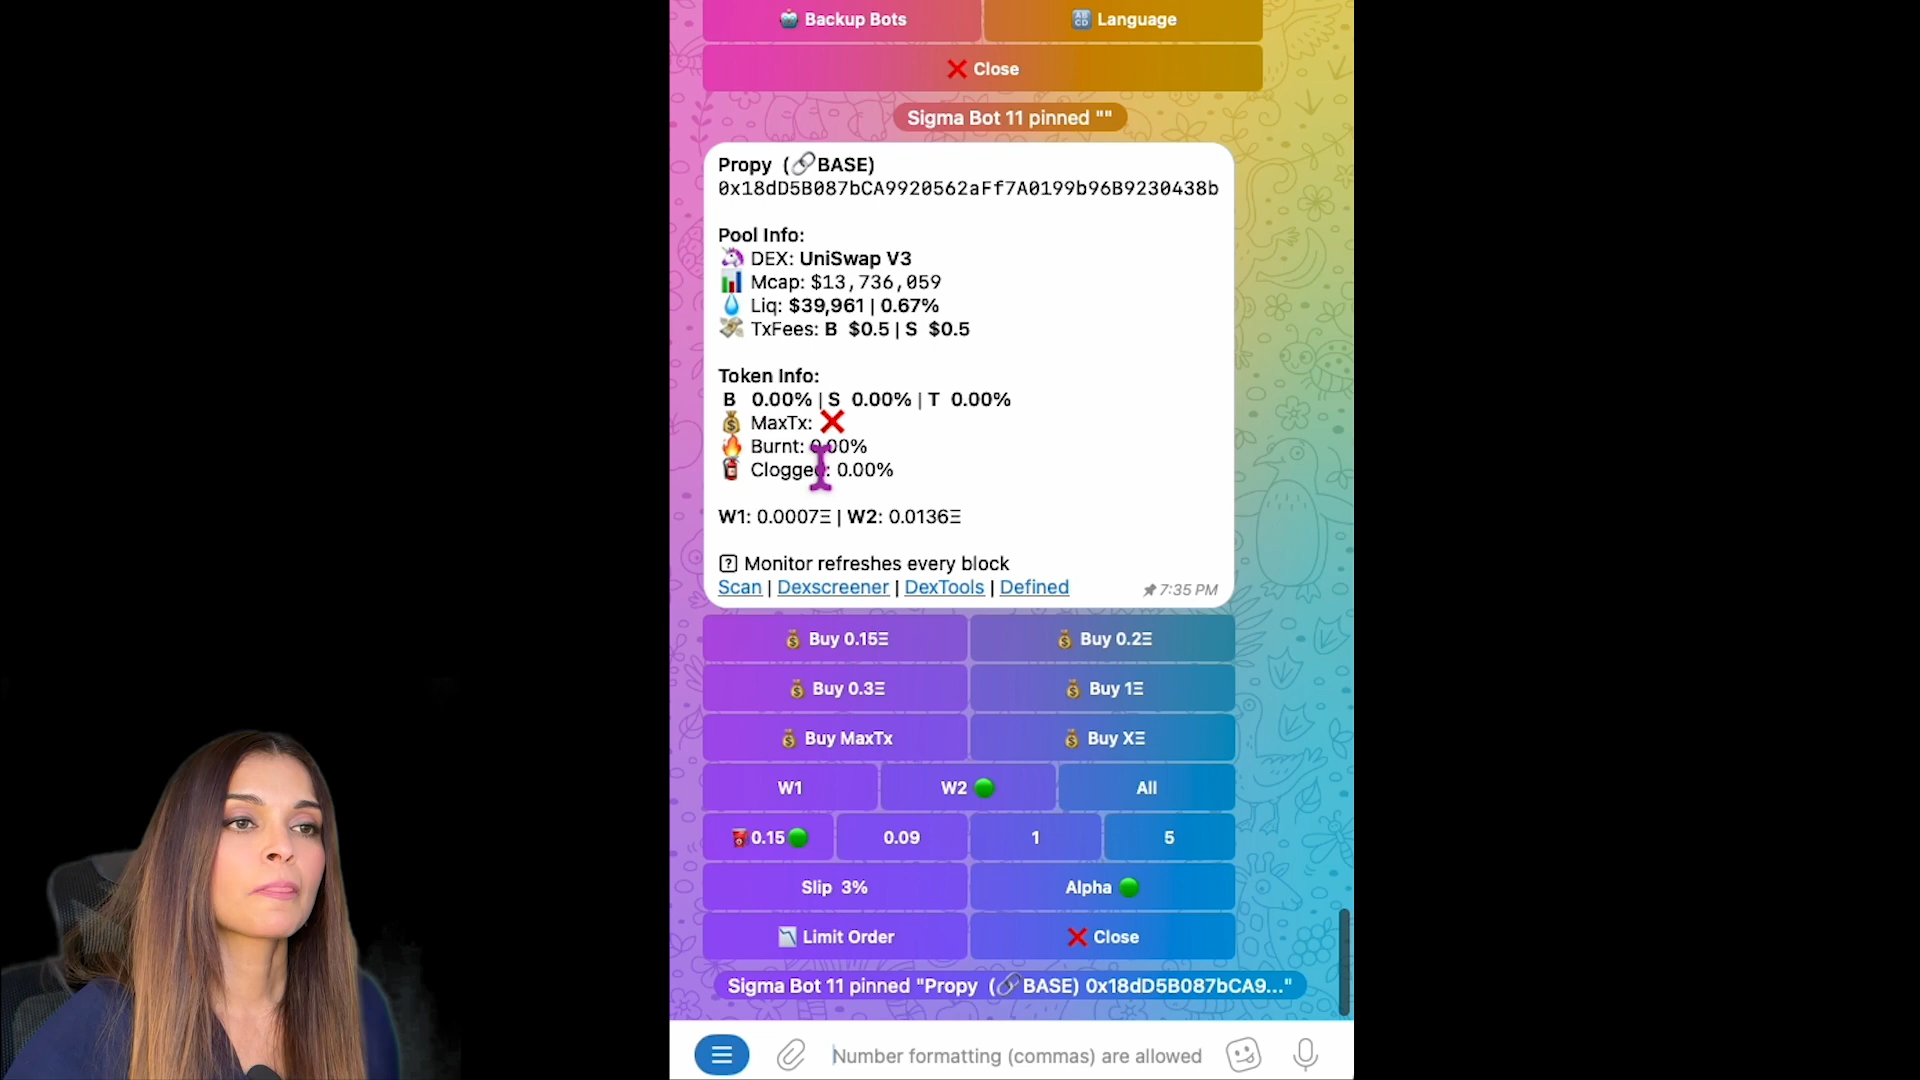 Backup Bots
Language
Close
Sigma Bot 11 pinned ""
Propy (🔗BASE)
0x18dD5B087bCA9920562aFf7A0199b96B9230438b
Pool Info:
DEX: UniSwap V3
Mcap: $13,736,059
Liq: $39,961 | 0.67%
TxFees: B $0.5 | S $0.5
Token Info:
B 0.00% | S 0.00% | T 0.00%
MaxTx: ❌
Burnt: 0.00%
Clogged: 0.00%
W1: 0.0007Ξ | W2: 0.0136Ξ
Monitor refreshes every block
Scan | Dexscreener | DexTools | Defined
7:35 PM
Buy 0.15Ξ
Buy 0.2Ξ
Buy 0.3Ξ
Buy 1Ξ
Buy MaxTx
Buy XΞ
W1
W2
All
0.15
0.09
1
5
Slip 3%
Alpha
Limit Order
Close
Sigma Bot 11 pinned "Propy (🔗BASE) 0x18dD5B087bCA9..."
Number formatting (commas) are allowed